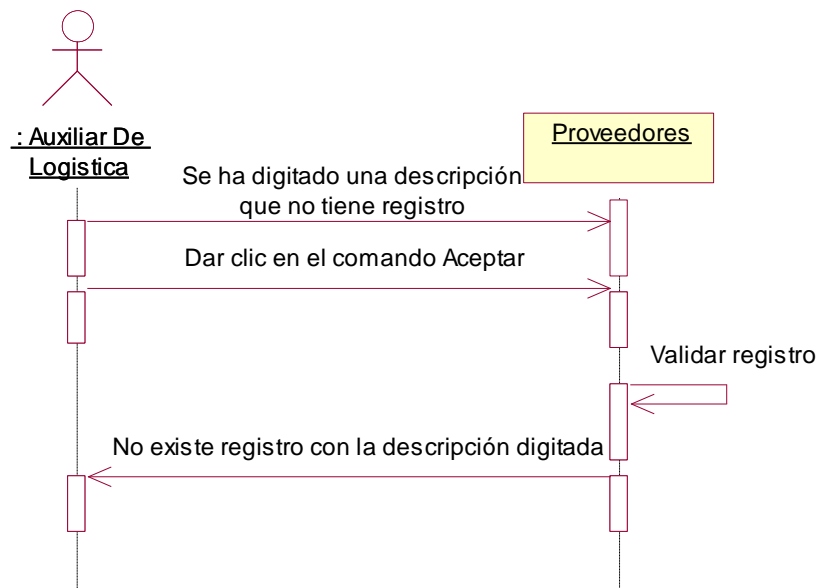 : Auxiliar De
Logistica
Proveedores
Se ha digitado una descripción
que no tiene registro
Dar clic en el comando Aceptar
Validar registro
No existe registro con la descripción digitada